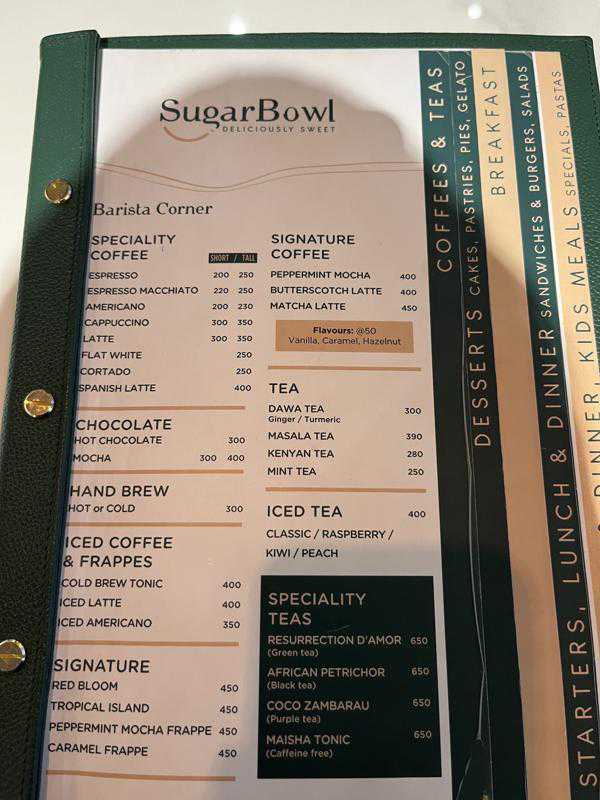 SugarBowl
DELICIOUSLY SWEET
Barista Corner
SPECIALITY
COFFEE
SHORT / TALL
ESPRESSO 200 250
ESPRESSO MACCHIATO 220 250
AMERICANO 200 230
CAPPUCCINO 300 350
LATTE 300 350
FLAT WHITE 250
CORTADO 250
SPANISH LATTE 400
CHOCOLATE
HOT CHOCOLATE 300
MOCHA 300 400
HAND BREW
HOT or COLD 300
ICED COFFEE
& FRAPPES
COLD BREW TONIC 400
ICED LATTE 400
ICED AMERICANO 350
SIGNATURE
RED BLOOM 450
TROPICAL ISLAND 450
PEPPERMINT MOCHA FRAPPE 450
CARAMEL FRAPPE 450
SIGNATURE
COFFEE
PEPPERMINT MOCHA 400
BUTTERSCOTCH LATTE 400
MATCHA LATTE 450
Flavours: @50
Vanilla, Caramel, Hazelnut
TEA
DAWA TEA 300
Ginger / Turmeric
MASALA TEA 390
KENYAN TEA 280
MINT TEA 250
ICED TEA 400
CLASSIC / RASPBERRY /
KIWI / PEACH
SPECIALITY
TEAS
RESURRECTION D'AMOR 650
(Green tea)
AFRICAN PETRICHOR 650
(Black tea)
COCO ZAMBARAU 650
(Purple tea)
MAISHA TONIC 650
(Caffeine free)
COFFEES & TEAS
DESSERTS CAKES, PASTRIES, PIES, GELATO
BREAKFAST
STARTERS, LUNCH & DINNER SANDWICHES & BURGERS, SALADS
DINNER, KIDS MEALS SPECIALS, PASTAS